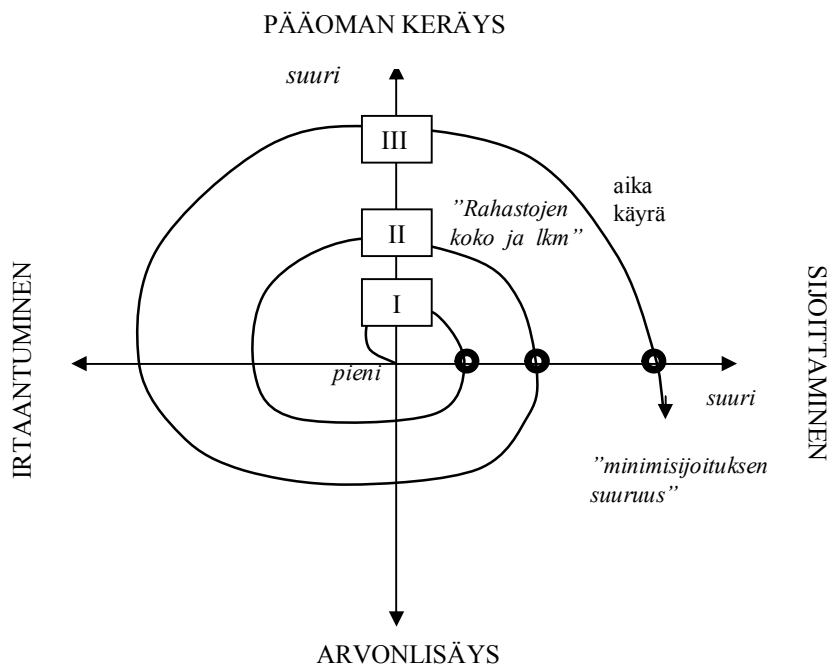 PÄÄOMAN KERÄYS
suuri
III
aika
käyrä
”Rahastojen
koko ja lkm”
II
I
IRTAANTUMINEN
SIJOITTAMINEN
pieni
suuri
”minimisijoituksen
suuruus”
ARVONLISÄYS